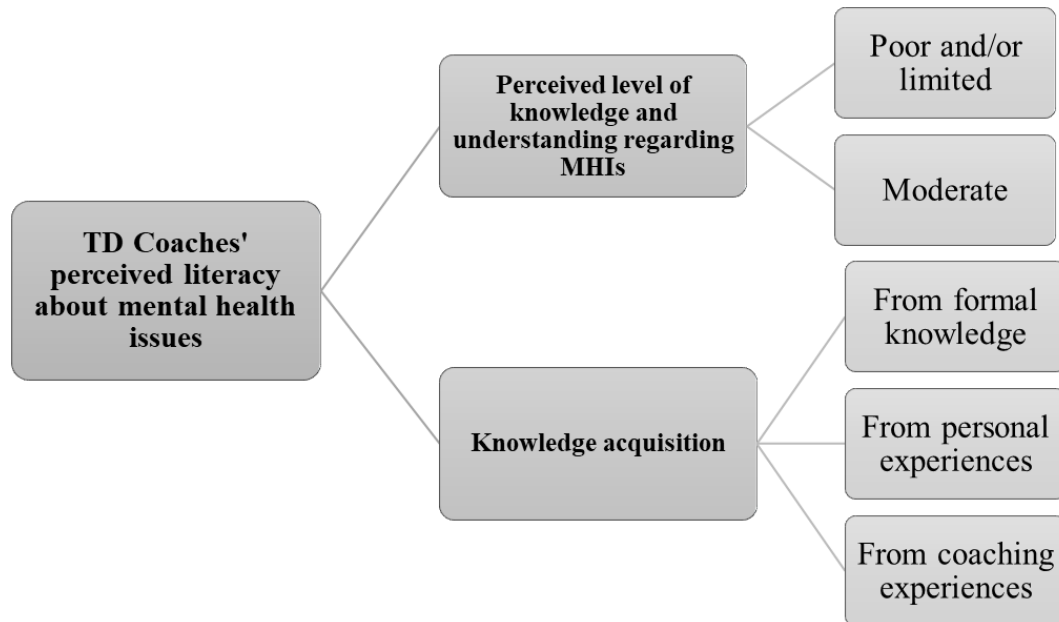 TD Coaches'
perceived literacy
about mental health
issues
Perceived level of
knowledge and
understanding regarding
MHIs
Poor and/or
limited
Moderate
Knowledge acquisition
From formal
knowledge
From personal
experiences
From coaching
experiences